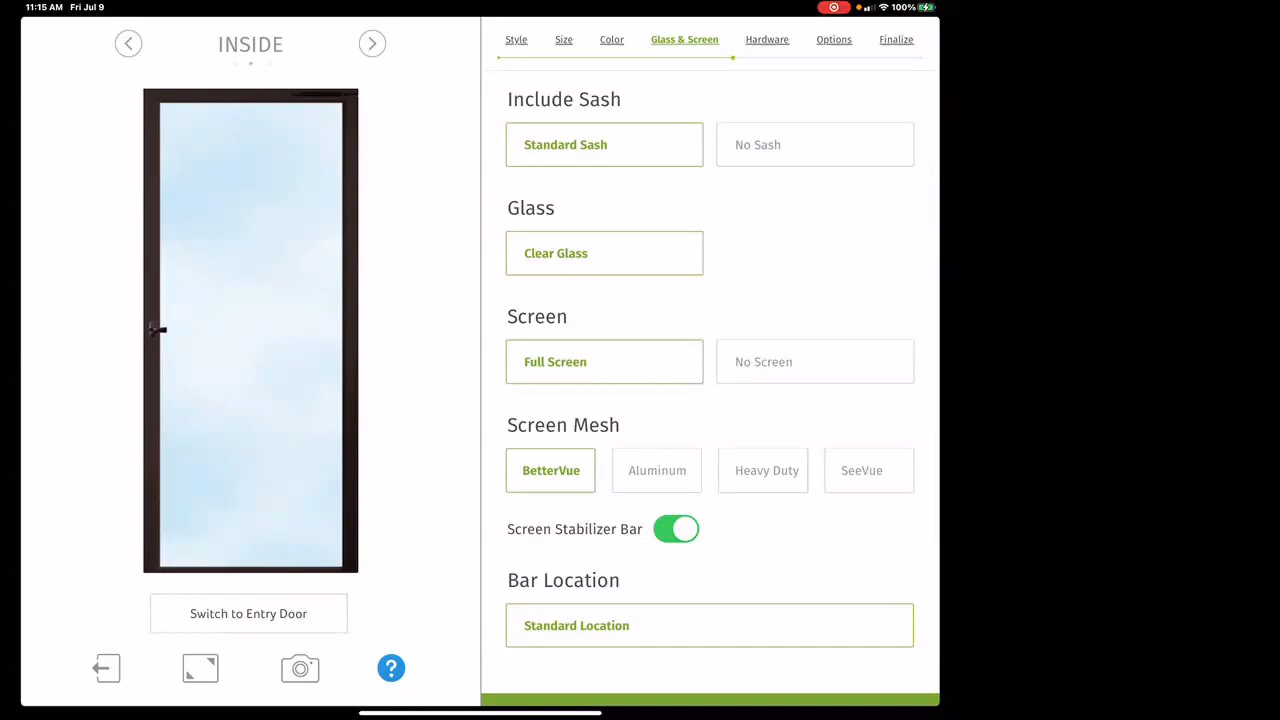 11:15 AM Fri Jul 9
100%
INSIDE
Style Size Color Glass & Screen Hardware Options Finalize
Include Sash
Standard Sash No Sash
Glass
Clear Glass
Screen
Full Screen No Screen
Screen Mesh
BetterVue Aluminum Heavy Duty SeeVue
Screen Stabilizer Bar
Bar Location
Standard Location
Switch to Entry Door
?